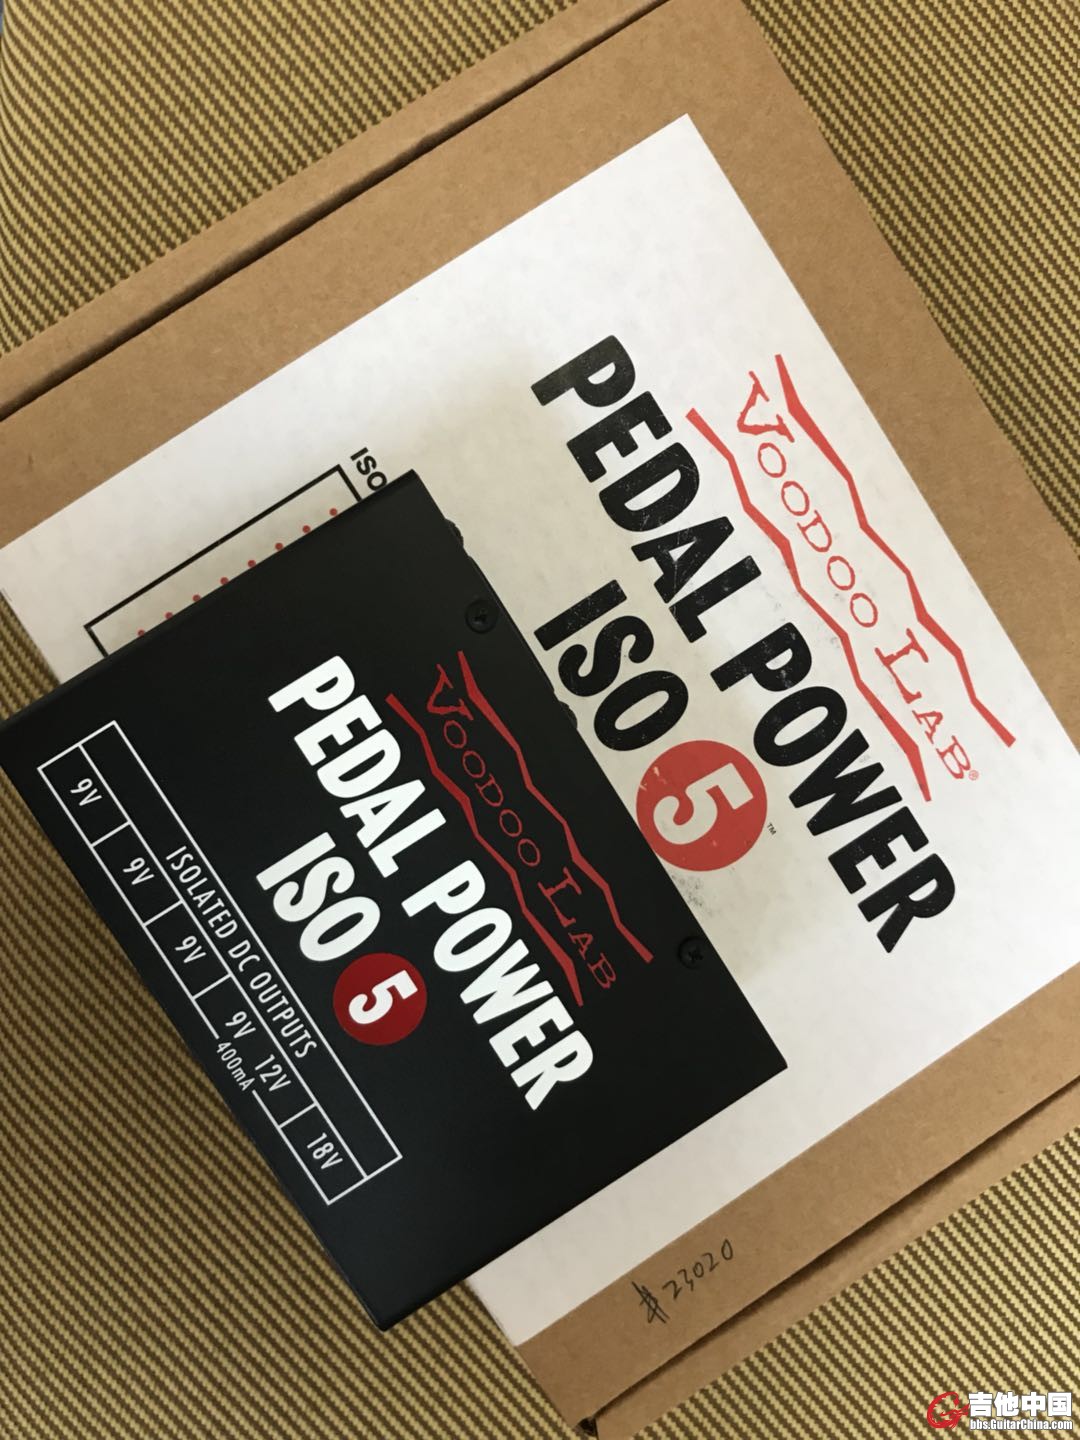 VOODOO LAB®
PEDAL POWER
ISO 5™
ISO
VOODOO LAB
PEDAL POWER
ISO 5
ISOLATED DC OUTPUTS
9V 9V 9V 9V 12V 18V
400mA
#23020
吉他中国
bbs.GuitarChina.com